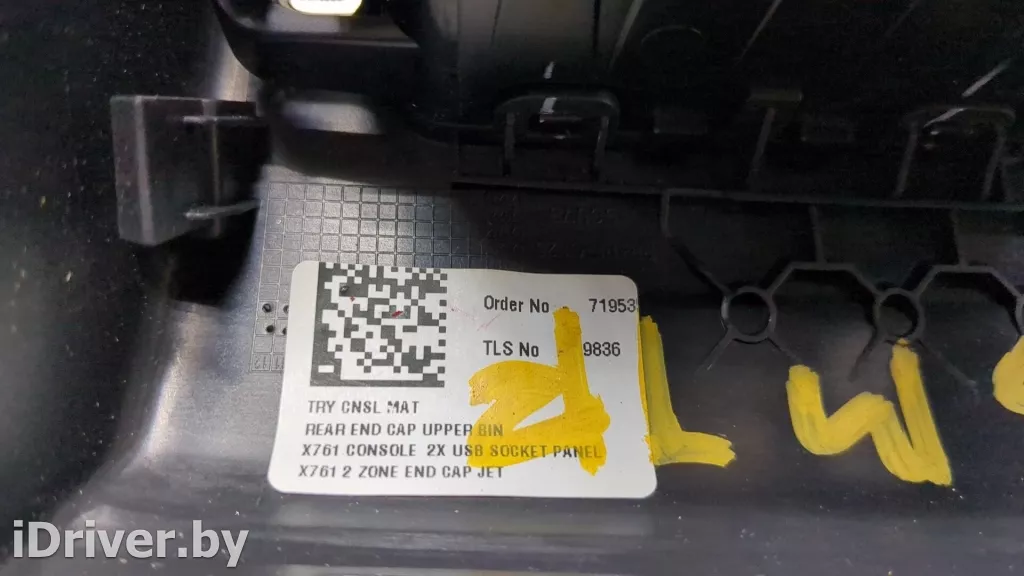 Order No 71953
TLS No 9836
TRY CNSL MAT
REAR END CAP UPPER BIN
X761 CONSOLE 2X USB SOCKET PANEL
X761 2 ZONE END CAP JET
iDriver.by